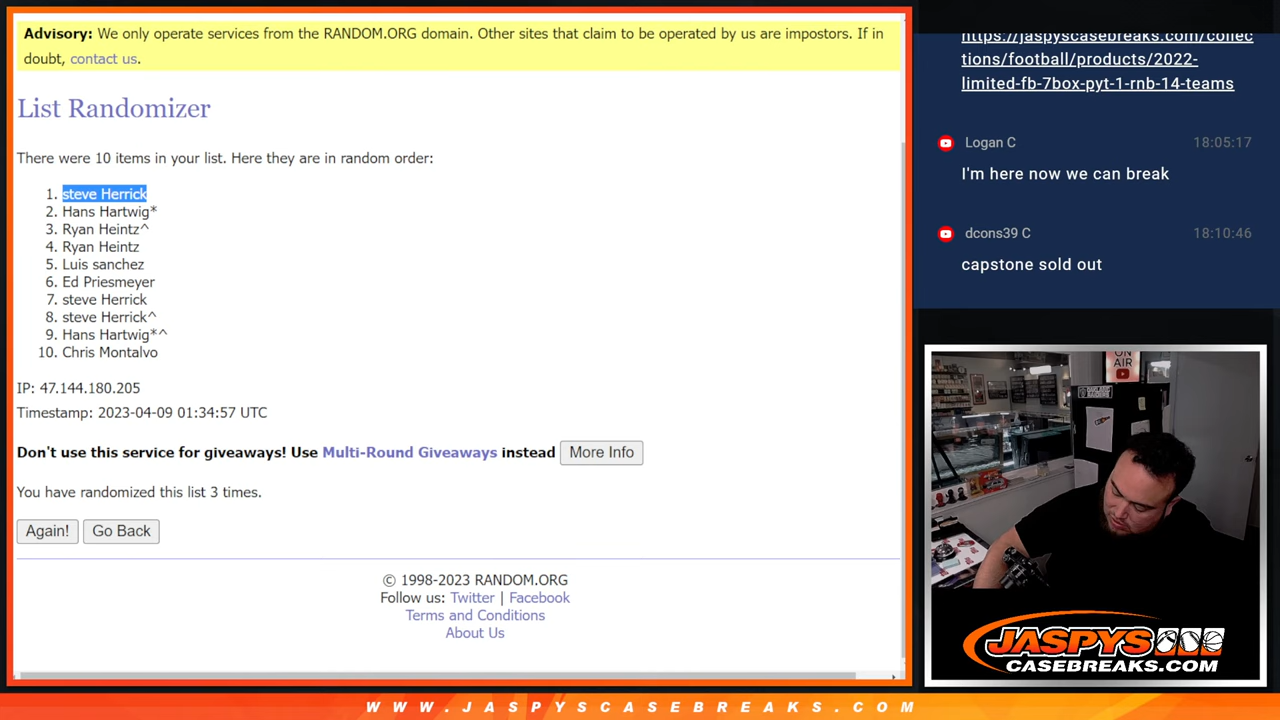 Advisory: We only operate services from the RANDOM.ORG domain. Other sites that claim to be operated by us are impostors. If in
doubt, contact us.
List Randomizer
There were 10 items in your list. Here they are in random order:
1. steve Herrick
2. Hans Hartwig*
3. Ryan Heintz^
4. Ryan Heintz
5. Luis sanchez
6. Ed Priesmeyer
7. steve Herrick
8. steve Herrick^
9. Hans Hartwig*^
10. Chris Montalvo
IP: 47.144.180.205
Timestamp: 2023-04-09 01:34:57 UTC
Don't use this service for giveaways! Use Multi-Round Giveaways instead More Info
You have randomized this list 3 times.
Again! Go Back
© 1998-2023 RANDOM.ORG
Follow us: Twitter | Facebook
Terms and Conditions
About Us
https://jaspyscasebreaks.com/collec
tions/football/products/2022-
limited-fb-7box-pyt-1-rnb-14-teams
Logan C 18:05:17
I'm here now we can break
dcons39 C 18:10:46
capstone sold out
ON
AIR
JASPYS
CASEBREAKS.COM
WWW.JASPYSCASEBREAKS.COM